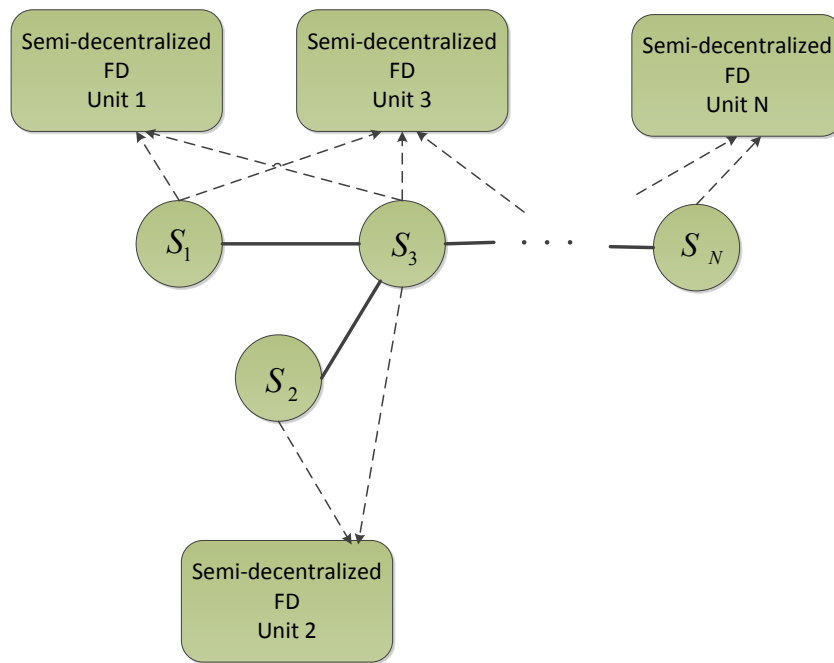 Semi-decentralized
FD
Unit 1
Semi-decentralized
FD
Unit 3
Semi-decentralized
FD
Unit N
S1
S3
. . .
S N
S2
Semi-decentralized
FD
Unit 2